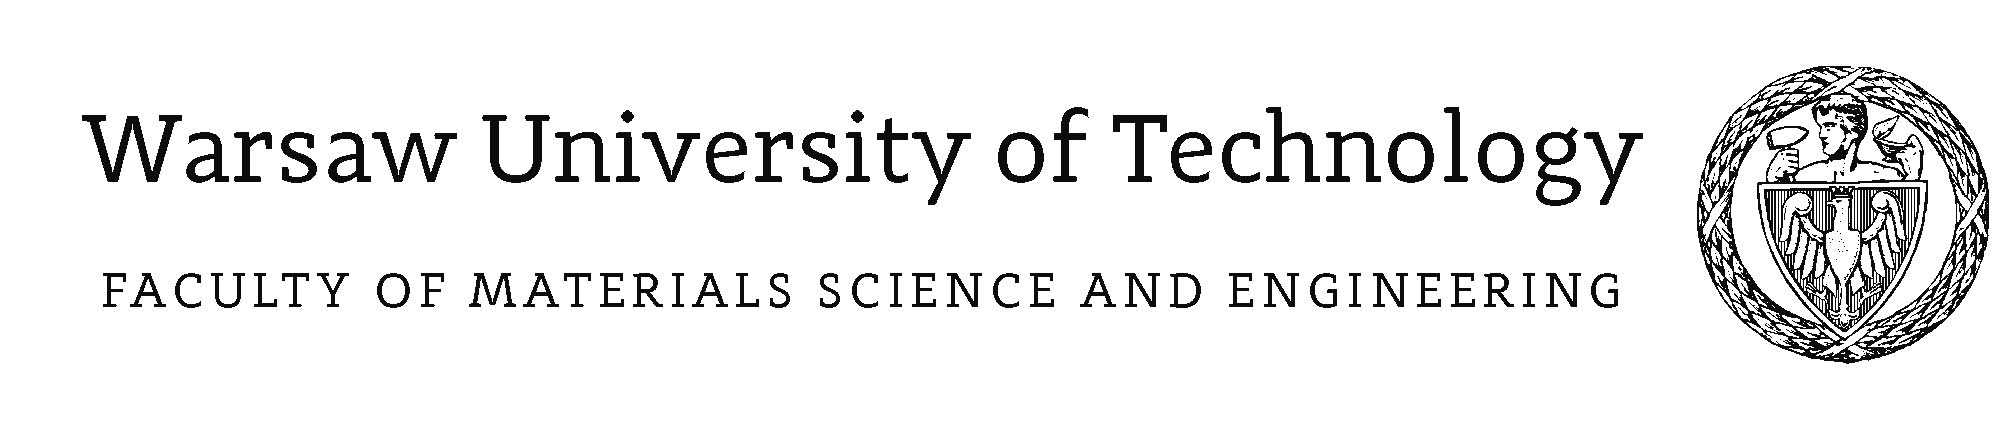 Warsaw University of Technology
FACULTY OF MATERIALS SCIENCE AND ENGINEERING